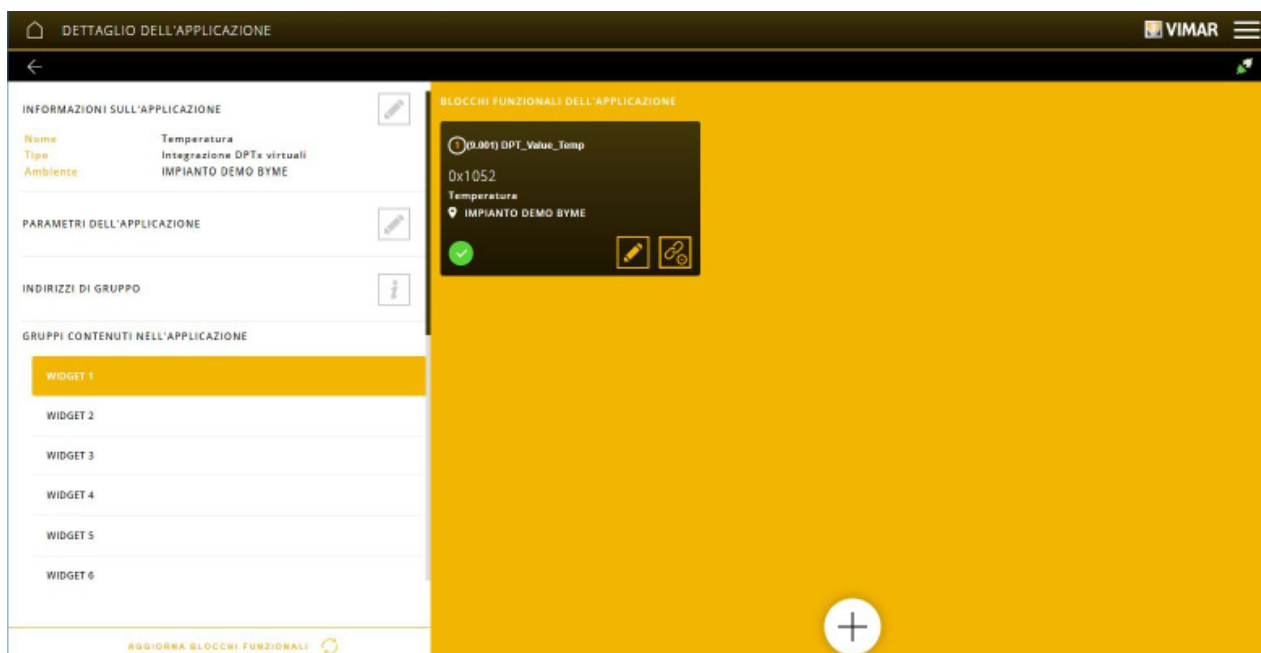 DETTAGLIO DELL'APPLICAZIONE
VIMAR
INFORMAZIONI SULL'APPLICAZIONE
Nome Temperatura
Tipo Integrazione DPTx virtuali
Ambiente IMPIANTO DEMO BYME
PARAMETRI DELL'APPLICAZIONE
INDIRIZZI DI GRUPPO
i
GRUPPI CONTENUTI NELL'APPLICAZIONE
WIDGET 1
WIDGET 2
WIDGET 3
WIDGET 4
WIDGET 5
WIDGET 6
AGGIORNA BLOCCHI FUNZIONALI
BLOCCHI FUNZIONALI DELL'APPLICAZIONE
1 (9.001) DPT_Value_Temp
0x1052
Temperatura
IMPIANTO DEMO BYME